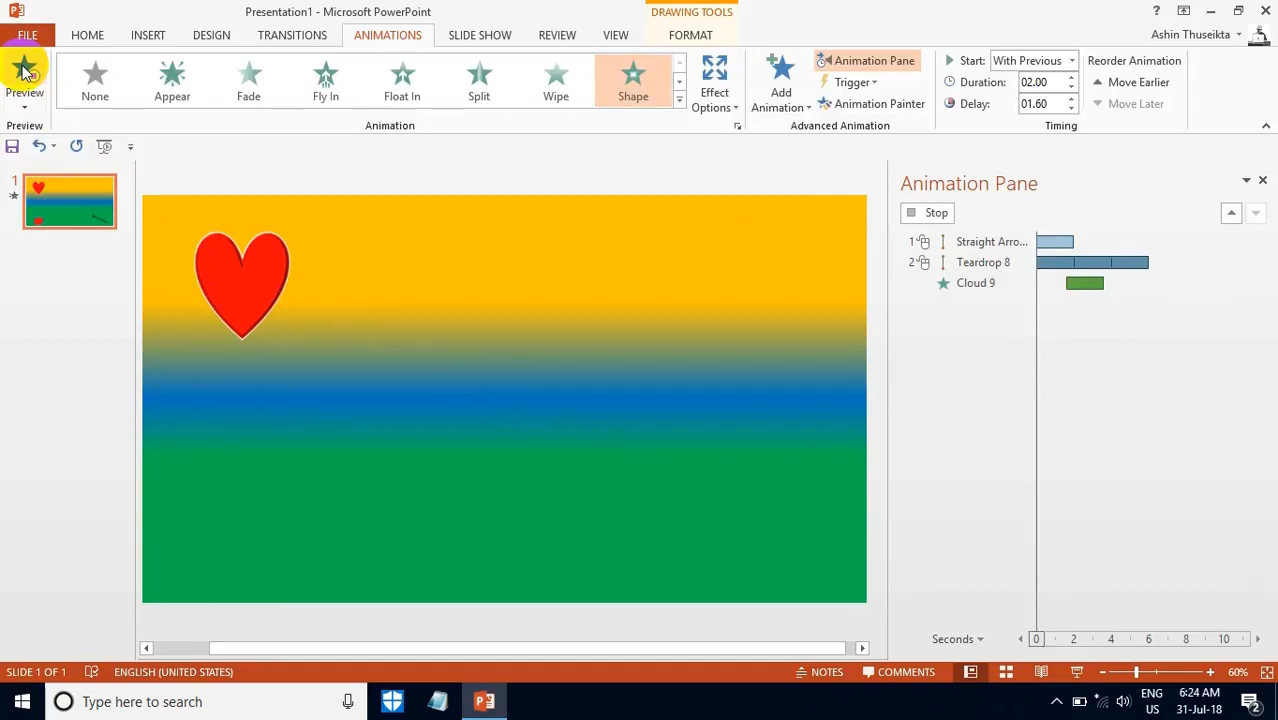 Presentation1 - Microsoft PowerPoint
DRAWING TOOLS
?
FILE
HOME
INSERT
DESIGN
TRANSITIONS
ANIMATIONS
SLIDE SHOW
REVIEW
VIEW
FORMAT
Ashin Thuseikta
Preview
None
Appear
Fade
Fly In
Float In
Split
Wipe
Shape
Effect
Options
Add
Animation
Animation Pane
Trigger
Animation Painter
Start:
With Previous
Duration:
02.00
Delay:
01.60
Reorder Animation
Move Earlier
Move Later
Preview
Animation
Advanced Animation
Timing
1
Animation Pane
Stop
1 Straight Arro...
2 Teardrop 8
Cloud 9
Seconds
0 2 4 6 8 10
SLIDE 1 OF 1
ENGLISH (UNITED STATES)
NOTES
COMMENTS
60%
Type here to search
ENG
US
6:24 AM
31-Jul-18
2